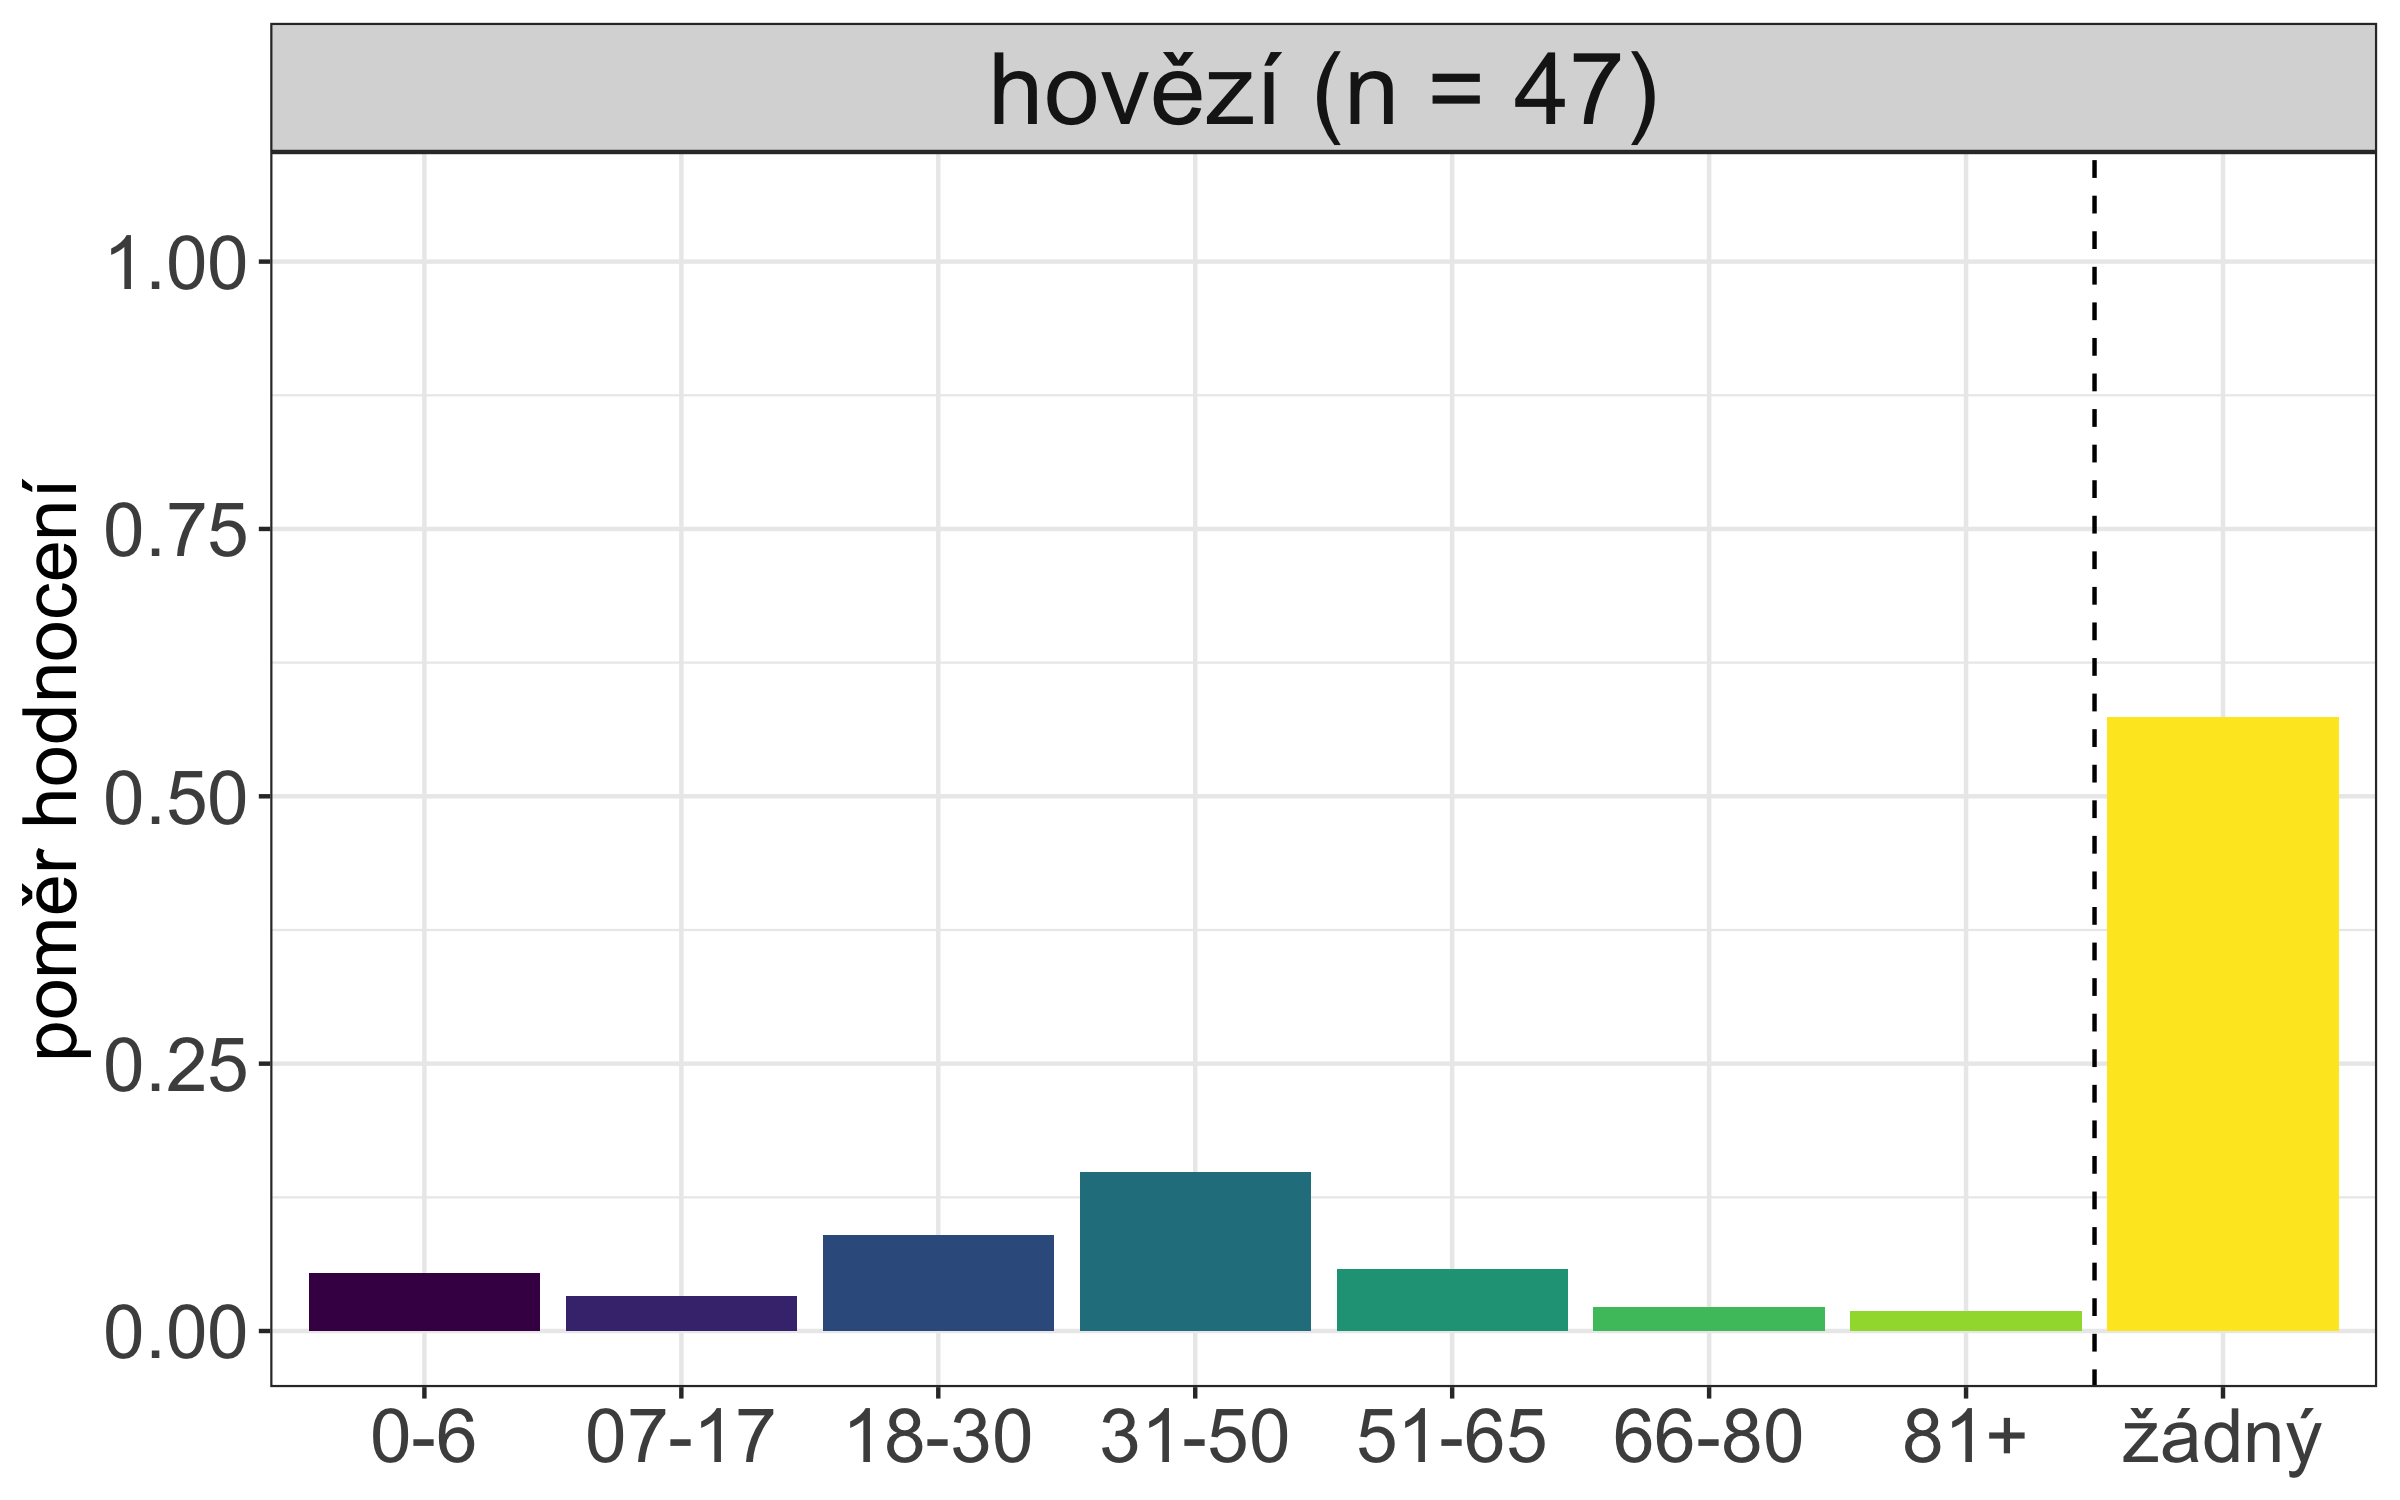 hovězí (n = 47)
poměr hodnocení
1.00
0.75
0.50
0.25
0.00
0-6 07-17 18-30 31-50 51-65 66-80 81+ žádný